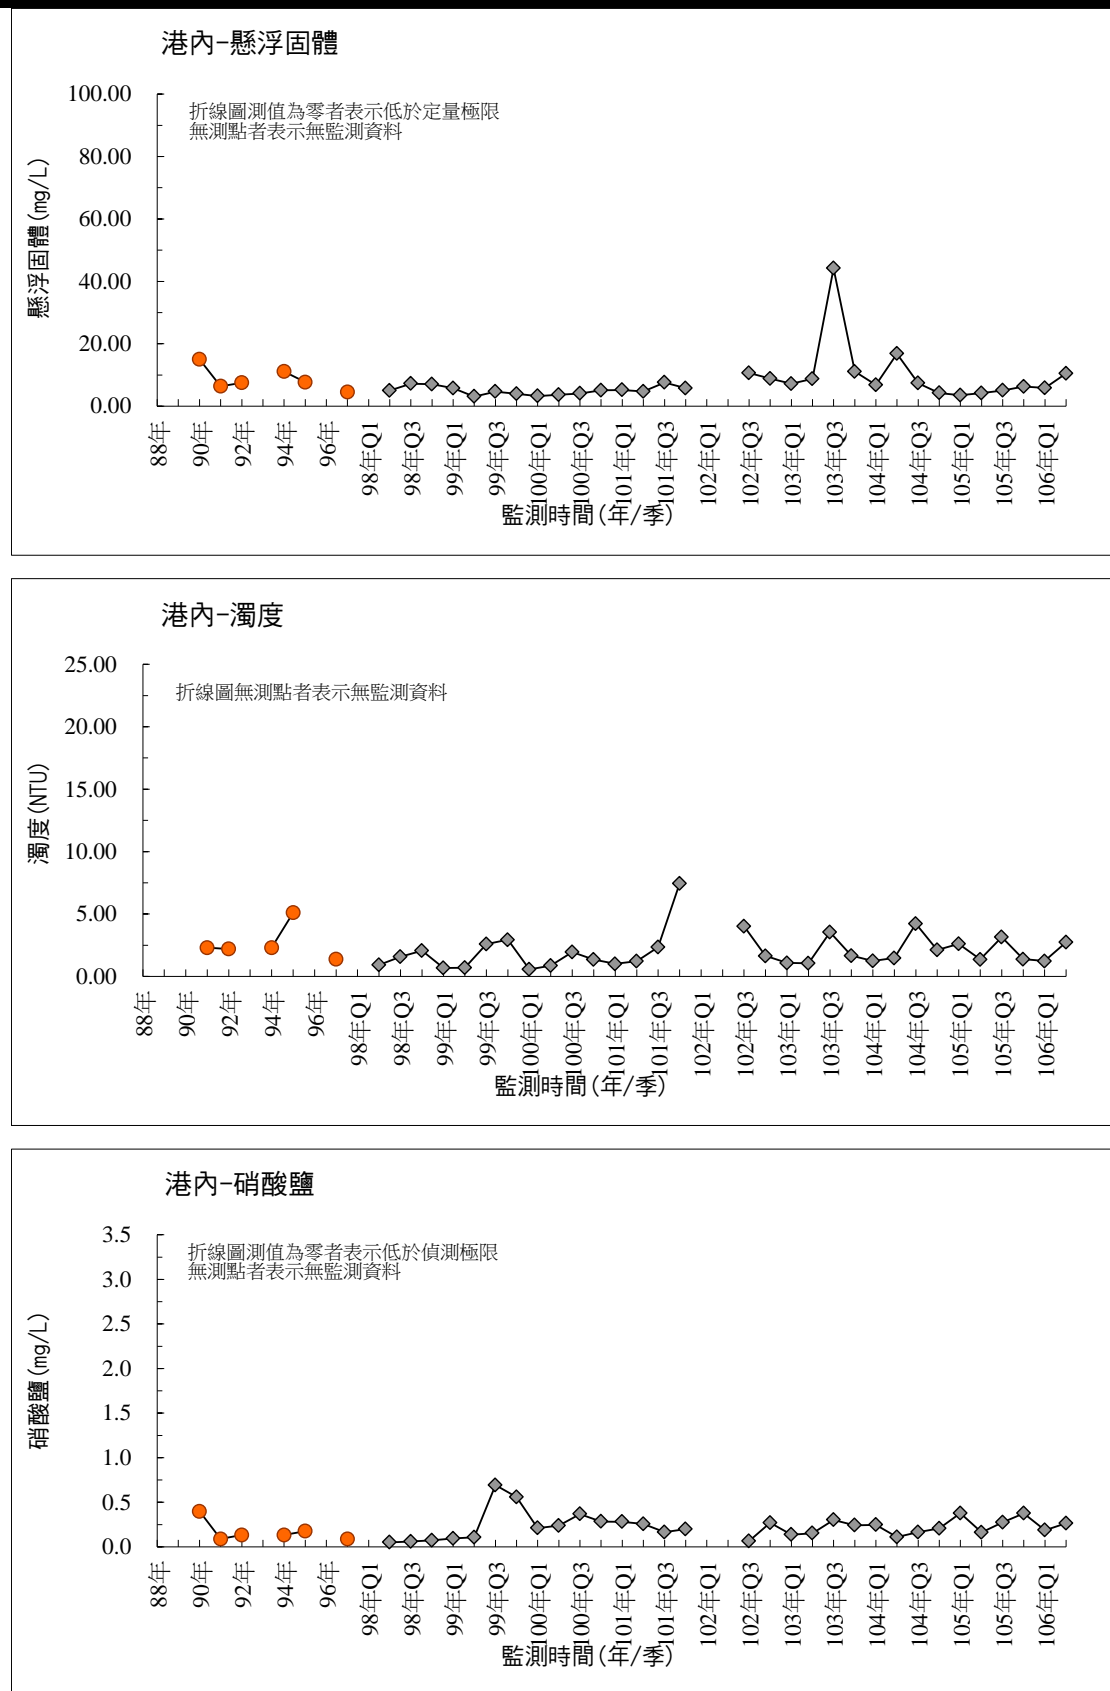 港內-懸浮固體
折線圖測值為零者表示低於定量極限
無測點者表示無監測資料
懸浮固體(mg/L)
100.00
80.00
60.00
40.00
20.00
0.00
88年 90年 92年 94年 96年 98年Q1 98年Q3 99年Q1 99年Q3 100年Q1 100年Q3 101年Q1 101年Q3 102年Q1 102年Q3 103年Q1 103年Q3 104年Q1 104年Q3 105年Q1 105年Q3 106年Q1
監測時間(年/季)
港內-濁度
折線圖無測點者表示無監測資料
濁度(NTU)
25.00
20.00
15.00
10.00
5.00
0.00
88年 90年 92年 94年 96年 98年Q1 98年Q3 99年Q1 99年Q3 100年Q1 100年Q3 101年Q1 101年Q3 102年Q1 102年Q3 103年Q1 103年Q3 104年Q1 104年Q3 105年Q1 105年Q3 106年Q1
監測時間(年/季)
港內-硝酸鹽
折線圖測值為零者表示低於偵測極限
無測點者表示無監測資料
硝酸鹽(mg/L)
3.5
3.0
2.5
2.0
1.5
1.0
0.5
0.0
88年 90年 92年 94年 96年 98年Q1 98年Q3 99年Q1 99年Q3 100年Q1 100年Q3 101年Q1 101年Q3 102年Q1 102年Q3 103年Q1 103年Q3 104年Q1 104年Q3 105年Q1 105年Q3 106年Q1
監測時間(年/季)